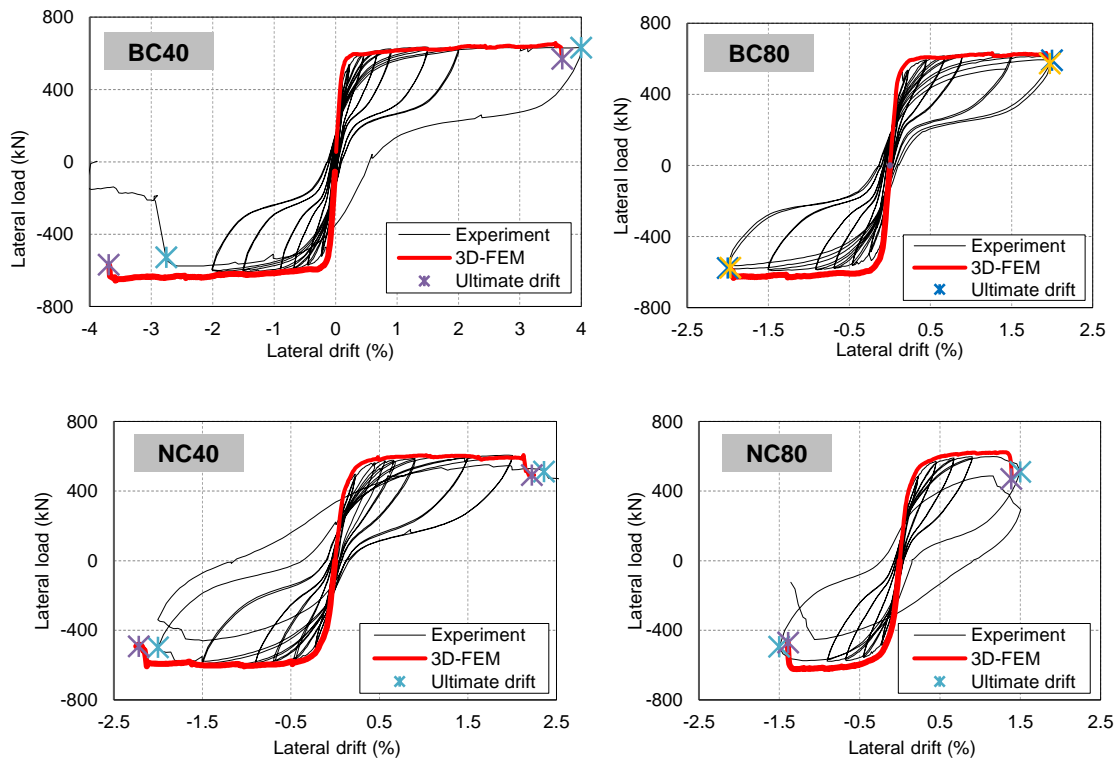 BC40
Lateral load (kN)
800
400
0
-400
-800
-4 -3 -2 -1 0 1 2 3 4
Lateral drift (%)
Experiment
3D-FEM
Ultimate drift
BC80
Lateral load (kN)
800
400
0
-400
-800
-2.5 -1.5 -0.5 0.5 1.5 2.5
Lateral drift (%)
Experiment
3D-FEM
Ultimate drift
NC40
Lateral load (kN)
800
400
0
-400
-800
-2.5 -1.5 -0.5 0.5 1.5 2.5
Lateral drift (%)
Experiment
3D-FEM
Ultimate drift
NC80
Lateral load (kN)
800
400
0
-400
-800
-2.5 -1.5 -0.5 0.5 1.5 2.5
Lateral drift (%)
Experiment
3D-FEM
Ultimate drift